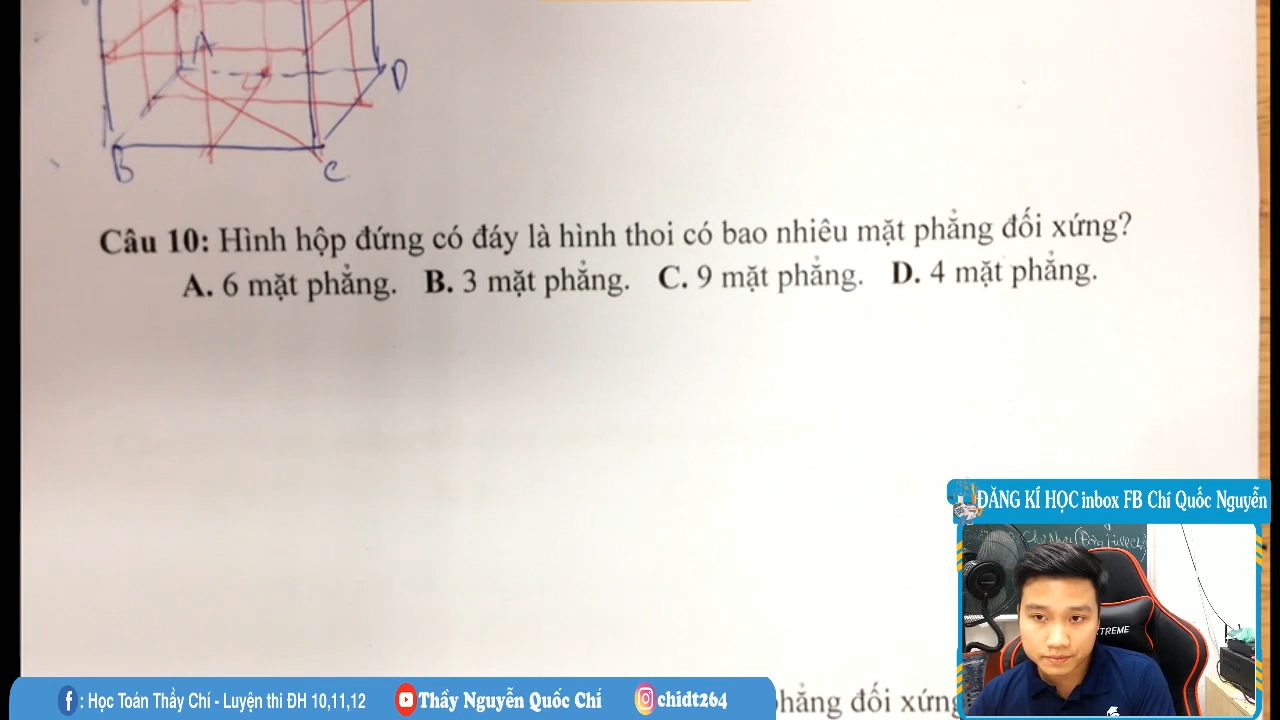 A
D
B
C
Câu 10: Hình hộp đứng có đáy là hình thoi có bao nhiêu mặt phẳng đối xứng?
A. 6 mặt phẳng. B. 3 mặt phẳng. C. 9 mặt phẳng. D. 4 mặt phẳng.
ĐĂNG KÍ HỌC inbox FB Chí Quốc Nguyễn
XTREME
: Học Toán Thầy Chí - Luyện thi ĐH 10,11,12
Thầy Nguyễn Quốc Chí
chidt264
phẳng đối xứng